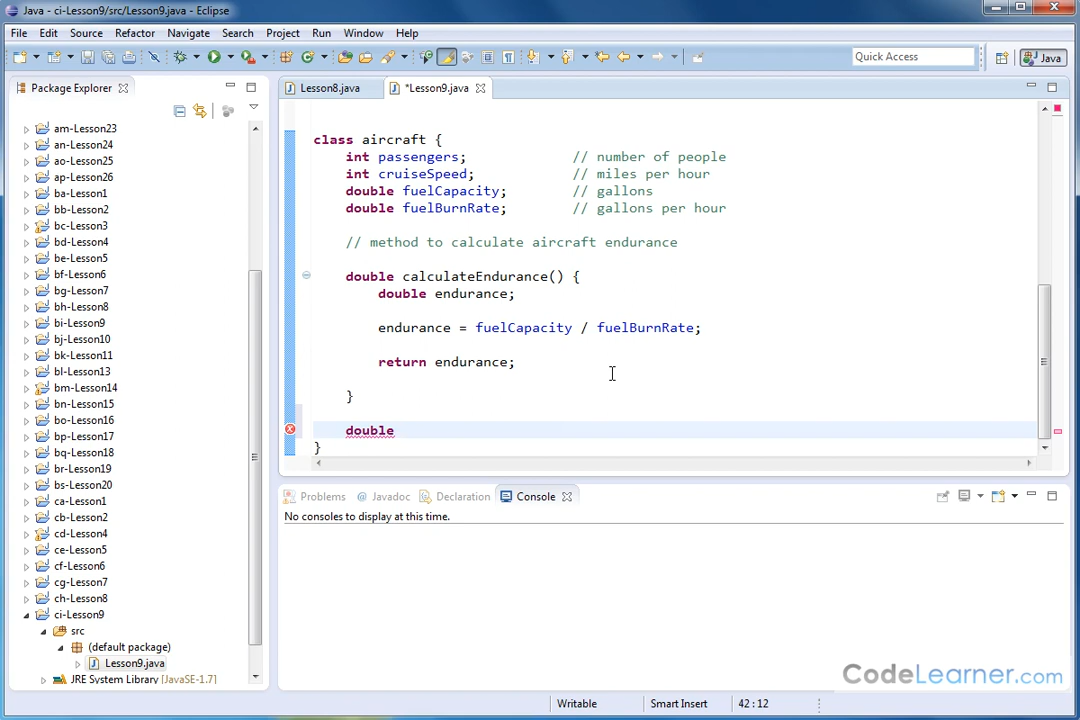 Java - ci-Lesson9/src/Lesson9.java - Eclipse
File Edit Source Refactor Navigate Search Project Run Window Help
Quick Access
Java
Package Explorer
am-Lesson23
an-Lesson24
ao-Lesson25
ap-Lesson26
ba-Lesson1
bb-Lesson2
bc-Lesson3
bd-Lesson4
be-Lesson5
bf-Lesson6
bg-Lesson7
bh-Lesson8
bi-Lesson9
bj-Lesson10
bk-Lesson11
bl-Lesson13
bm-Lesson14
bn-Lesson15
bo-Lesson16
bp-Lesson17
bq-Lesson18
br-Lesson19
bs-Lesson20
ca-Lesson1
cb-Lesson2
cd-Lesson4
ce-Lesson5
cf-Lesson6
cg-Lesson7
ch-Lesson8
ci-Lesson9
src
(default package)
Lesson9.java
JRE System Library [JavaSE-1.7]
Lesson8.java *Lesson9.java
class aircraft {
int passengers; // number of people
int cruiseSpeed; // miles per hour
double fuelCapacity; // gallons
double fuelBurnRate; // gallons per hour
// method to calculate aircraft endurance
double calculateEndurance() {
double endurance;
endurance = fuelCapacity / fuelBurnRate;
return endurance;
}
double
}
Problems @ Javadoc Declaration Console
No consoles to display at this time.
CodeLearner.com
Writable Smart Insert 42 : 12